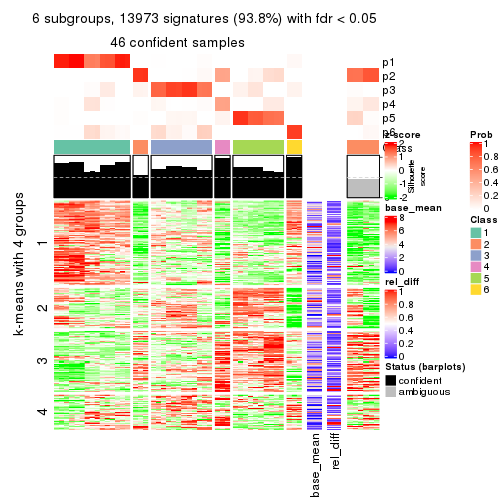 6 subgroups, 13973 signatures (93.8%) with fdr < 0.05
46 confident samples
p1
p2
p3
p4
p5
p6
Class
k-means with 4 groups
1
2
3
4
base_mean
rel_diff
Silhouette
score
z-score
2
1
0
-1
-2
base_mean
8
6
4
2
0
rel_diff
1
0.8
0.6
0.4
0.2
0
Status (barplots)
confident
ambiguous
Prob
1
0.8
0.6
0.4
0.2
0
Class
1
2
3
4
5
6